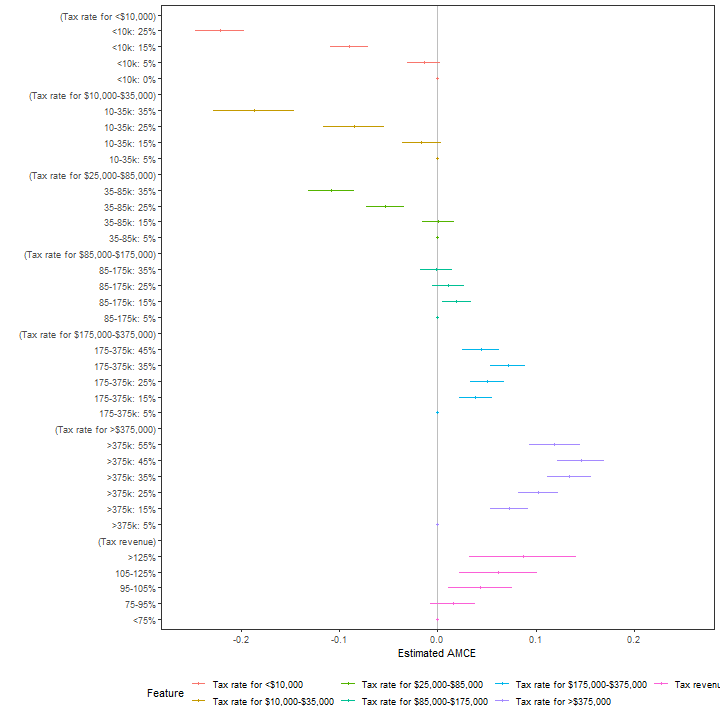 (Tax rate for <$10,000)
<10k: 25%
<10k: 15%
<10k: 5%
<10k: 0%
(Tax rate for $10,000-$35,000)
10-35k: 35%
10-35k: 25%
10-35k: 15%
10-35k: 5%
(Tax rate for $25,000-$85,000)
35-85k: 35%
35-85k: 25%
35-85k: 15%
35-85k: 5%
(Tax rate for $85,000-$175,000)
85-175k: 35%
85-175k: 25%
85-175k: 15%
85-175k: 5%
(Tax rate for $175,000-$375,000)
175-375k: 45%
175-375k: 35%
175-375k: 25%
175-375k: 15%
175-375k: 5%
(Tax rate for >$375,000)
>375k: 55%
>375k: 45%
>375k: 35%
>375k: 25%
>375k: 15%
>375k: 5%
(Tax revenue)
>125%
105-125%
95-105%
75-95%
<75%
-0.2 -0.1 0.0 0.1 0.2
Estimated AMCE
Feature
Tax rate for <$10,000 Tax rate for $25,000-$85,000 Tax rate for $175,000-$375,000 Tax revenu
Tax rate for $10,000-$35,000 Tax rate for $85,000-$175,000 Tax rate for >$375,000